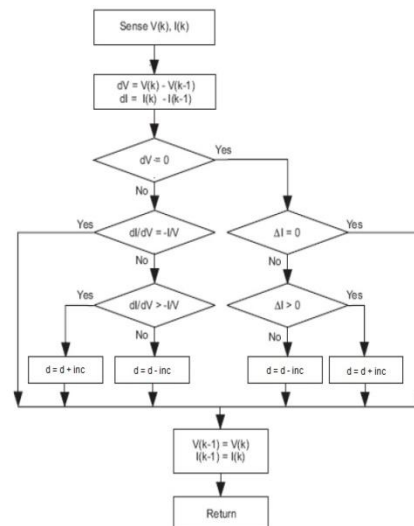 Sense V(k), I(k)
dV = V(k) - V(k-1)
dI = I(k) - I(k-1)
dV = 0
Yes
No
Yes
dI/dV = -I/V
ΔI = 0
Yes
No
No
Yes
dI/dV > -I/V
ΔI > 0
Yes
No
No
d = d + inc
d = d - inc
d = d - inc
d = d + inc
V(k-1) = V(k)
I(k-1) = I(k)
Return